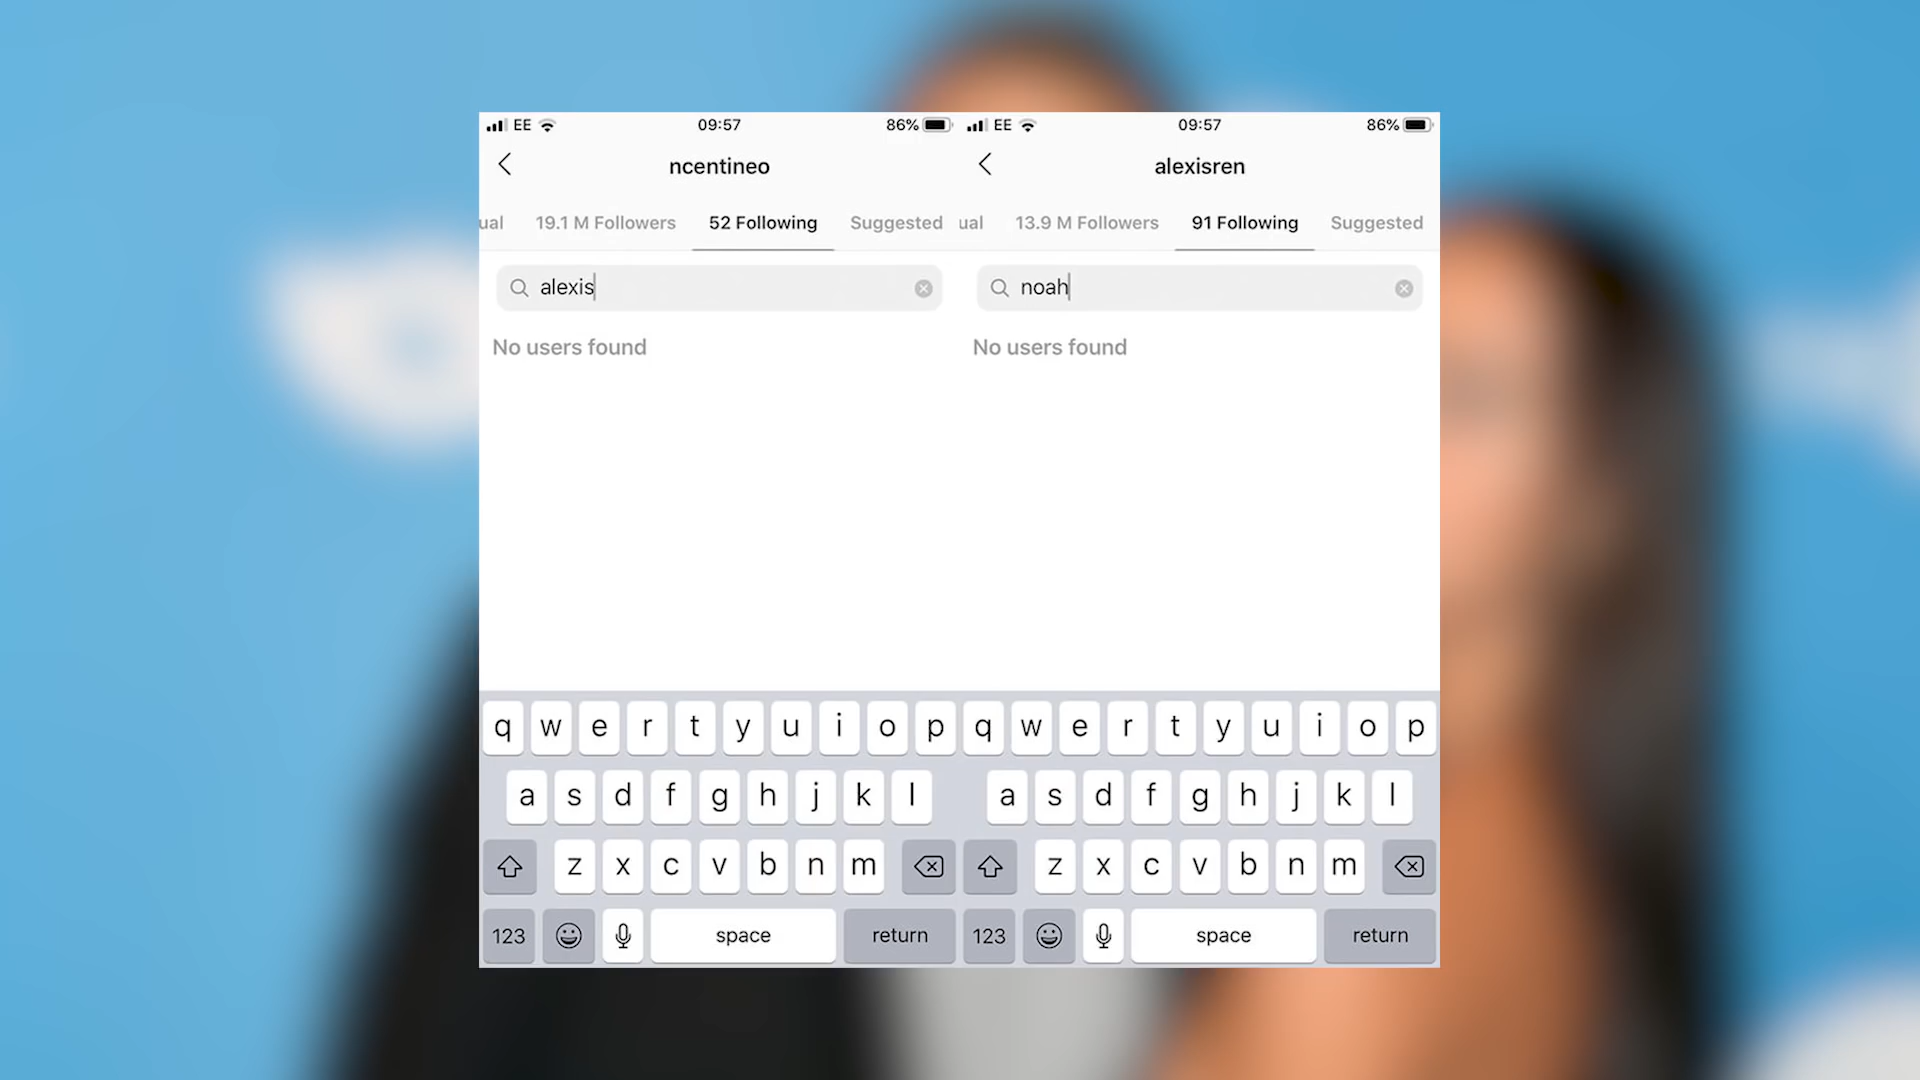 EE 09:57 86%
ncentineo
ual 19.1 M Followers 52 Following Suggested
alexis
No users found
q w e r t y u i o p
a s d f g h j k l
z x c v b n m
123 space return
EE 09:57 86%
alexisren
ual 13.9 M Followers 91 Following Suggested
noah
No users found
q w e r t y u i o p
a s d f g h j k l
z x c v b n m
123 space return